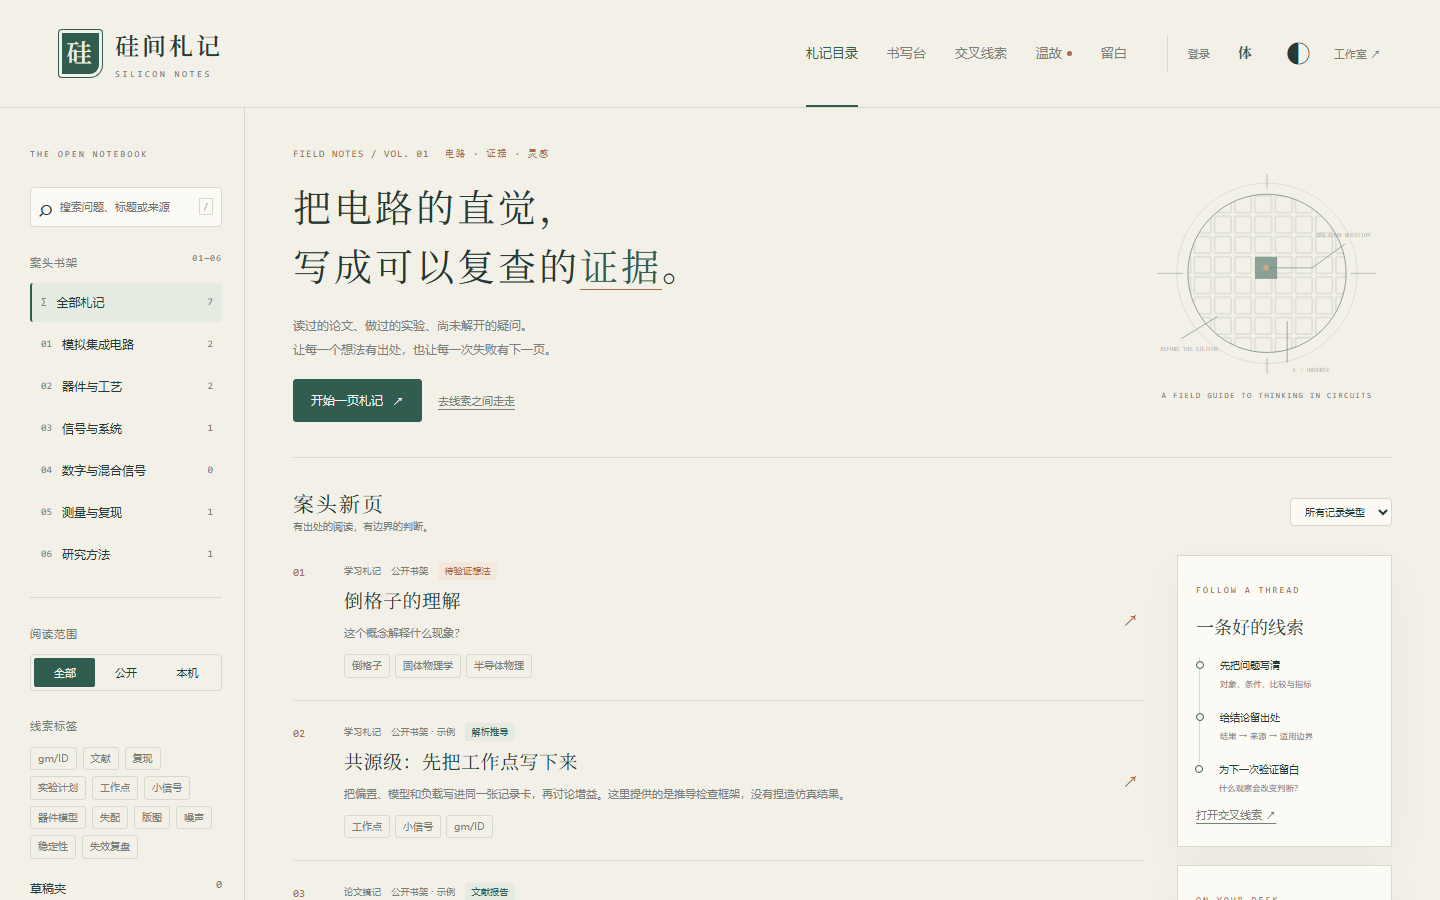 硅
硅间札记
SILICON NOTES
札记目录
书写台
交叉线索
温故
留白
登录
体
工作室 ↗
THE OPEN NOTEBOOK
搜索问题、标题或来源 /
案头书架 01—06
Σ 全部札记 7
01 模拟集成电路 2
02 器件与工艺 2
03 信号与系统 1
04 数字与混合信号 0
05 测量与复现 1
06 研究方法 1
阅读范围
全部 公开 本机
线索标签
gm/ID 文献 复现
实验计划 工作点 小信号
器件模型 失配 版图 噪声
稳定性 失效复盘
草稿夹 0
FIELD NOTES / VOL. 01 电路 · 证据 · 灵感
把电路的直觉，
写成可以复查的证据。
读过的论文、做过的实验、尚未解开的疑问。
让每一个想法有出处，也让每一次失败有下一页。
开始一页札记 ↗
去线索之间走走
ONE GOOD QUESTION
BEFORE THE SILICON
/ OBSERVE
A FIELD GUIDE TO THINKING IN CIRCUITS
案头新页
有出处的阅读，有边界的判断。
所有记录类型
01 学习札记 公开书架 待验证想法
倒格子的理解
这个概念解释什么现象？
倒格子 固体物理学 半导体物理
↗
02 学习札记 公开书架 · 示例 解析推导
共源级：先把工作点写下来
把偏置、模型和负载写进同一张记录卡，再讨论增益。这里提供的是推导检查框架，没有捏造仿真结果。
工作点 小信号 gm/ID
↗
03 论文摘记 公开书架 · 示例 文献报告
FOLLOW A THREAD
一条好的线索
先把问题写清
对象、条件、比较与指标
给结论留出处
结果 → 来源 → 适用边界
为下一次验证留白
什么观察会改变判断？
打开交叉线索 ↗
ON YOUR DESK